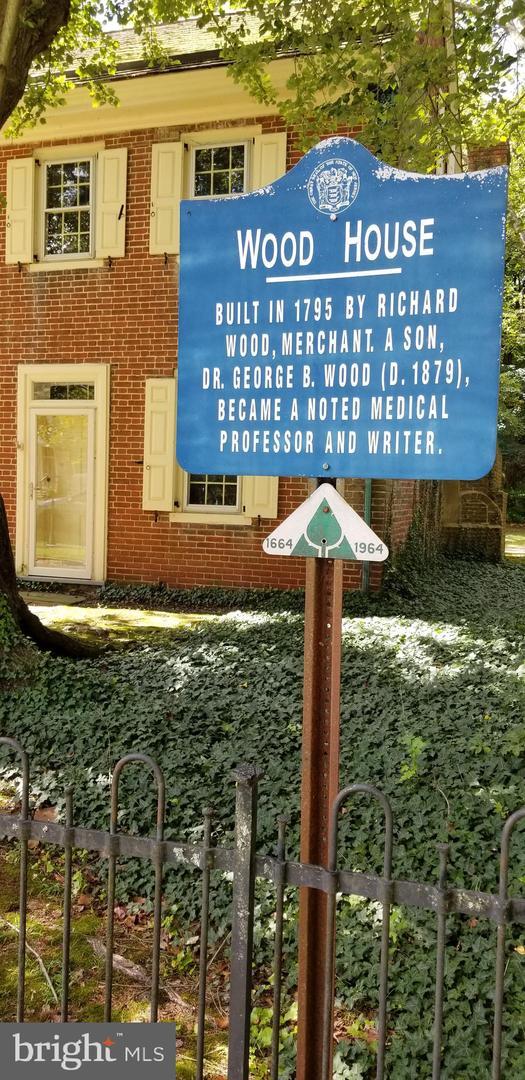 WOOD HOUSE
BUILT IN 1795 BY RICHARD
WOOD, MERCHANT. A SON,
DR. GEORGE B. WOOD (D. 1879),
BECAME A NOTED MEDICAL
PROFESSOR AND WRITER.
1664 1964
bright™ MLS